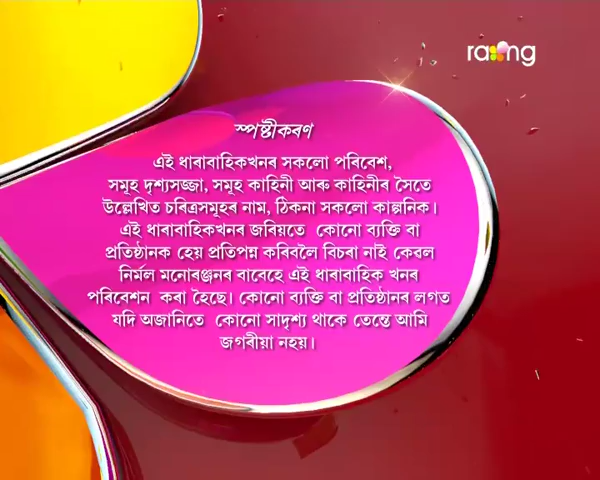 raong
স্পষ্টীকৰণ
এই ধাৰাবাহিকখনৰ সকলো পৰিবেশ,
সমূহ দৃশ্যসজ্জা, সমূহ কাহিনী আৰু কাহিনীৰ সৈতে
উল্লেখিত চৰিত্ৰসমূহৰ নাম, ঠিকনা সকলো কাল্পনিক।
এই ধাৰাবাহিকখনৰ জৰিয়তে কোনো ব্যক্তি বা
প্ৰতিষ্ঠানক হেয় প্ৰতিপন্ন কৰিবলৈ বিচৰা নাই কেৱল
নিৰ্মল মনোৰঞ্জনৰ বাবেহে এই ধাৰাবাহিক খনৰ
পৰিবেশন কৰা হৈছে। কোনো ব্যক্তি বা প্ৰতিষ্ঠানৰ লগত
যদি অজানিতে কোনো সাদৃশ্য থাকে তেন্তে আমি
জগৰীয়া নহয়।